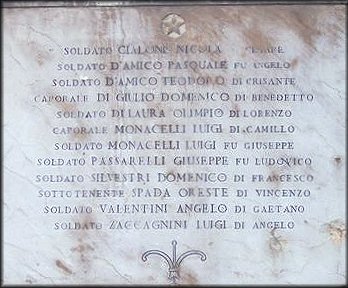 SOLDATO CIALONE NICOLA CESARE
SOLDATO D'AMICO PASQUALE FU ANGELO
SOLDATO D'AMICO TEODORO DI CRISANTE
CAPORALE DI GIULIO DOMENICO DI BENEDETTO
SOLDATO DI LAURA OLIMPIO DI LORENZO
CAPORALE MONACELLI LUIGI DI CAMILLO
SOLDATO MONACELLI LUIGI FU GIUSEPPE
SOLDATO PASSARELLI GIUSEPPE FU LUDOVICO
SOLDATO SILVESTRI DOMENICO DI FRANCESCO
SOTTOTENENTE SPADA ORESTE DI VINCENZO
SOLDATO VALENTINI ANGELO DI GAETANO
SOLDATO ZACCAGNINI LUIGI DI ANGELO